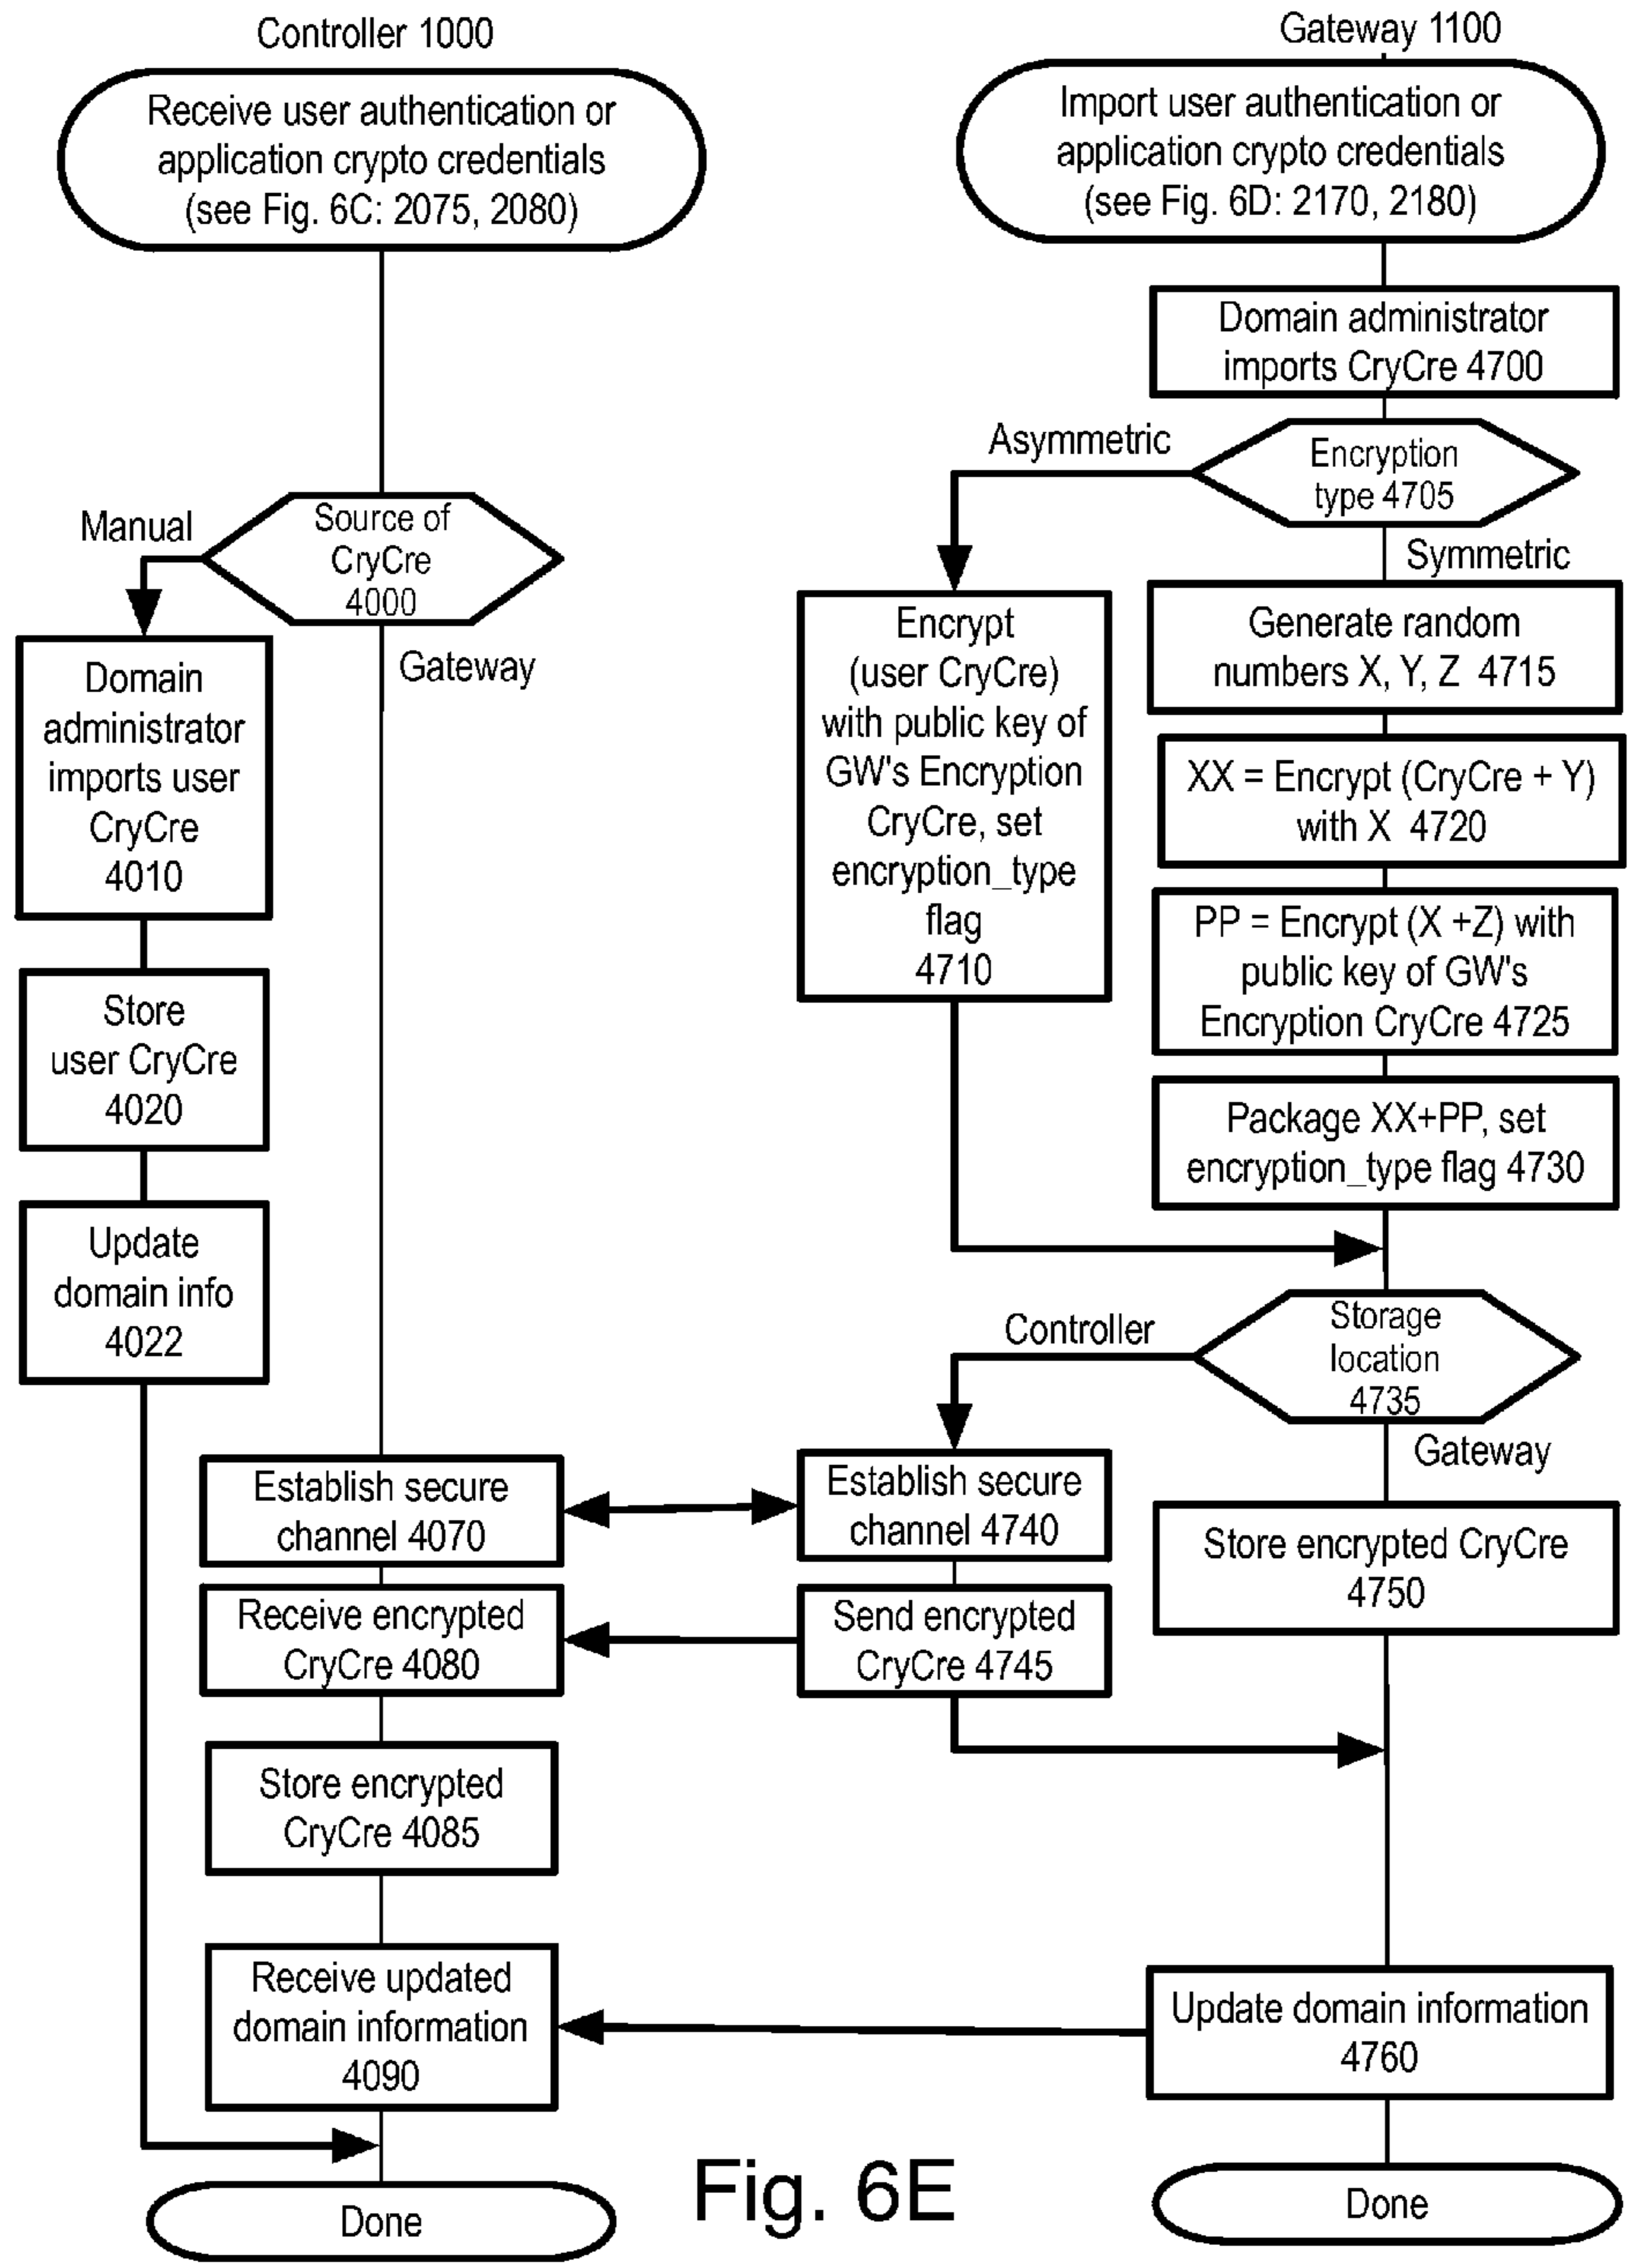 Controller 1000
Receive user authentication or
application crypto credentials
(see Fig. 6C: 2075, 2080)
Manual
Source of
CryCre
4000
Gateway
Domain
administrator
imports user
CryCre
4010
Store
user CryCre
4020
Update
domain info
4022
Establish secure
channel 4070
Receive encrypted
CryCre 4080
Store encrypted
CryCre 4085
Receive updated
domain information
4090
Done
Gateway 1100
Import user authentication or
application crypto credentials
(see Fig. 6D: 2170, 2180)
Domain administrator
imports CryCre 4700
Asymmetric
Encryption
type 4705
Symmetric
Encrypt
(user CryCre)
with public key of
GW's Encryption
CryCre, set
encryption_type
flag
4710
Generate random
numbers X, Y, Z 4715
XX = Encrypt (CryCre + Y)
with X 4720
PP = Encrypt (X +Z) with
public key of GW's
Encryption CryCre 4725
Package XX+PP, set
encryption_type flag 4730
Controller
Storage
location
4735
Gateway
Establish secure
channel 4740
Send encrypted
CryCre 4745
Store encrypted CryCre
4750
Update domain information
4760
Done
Fig. 6E